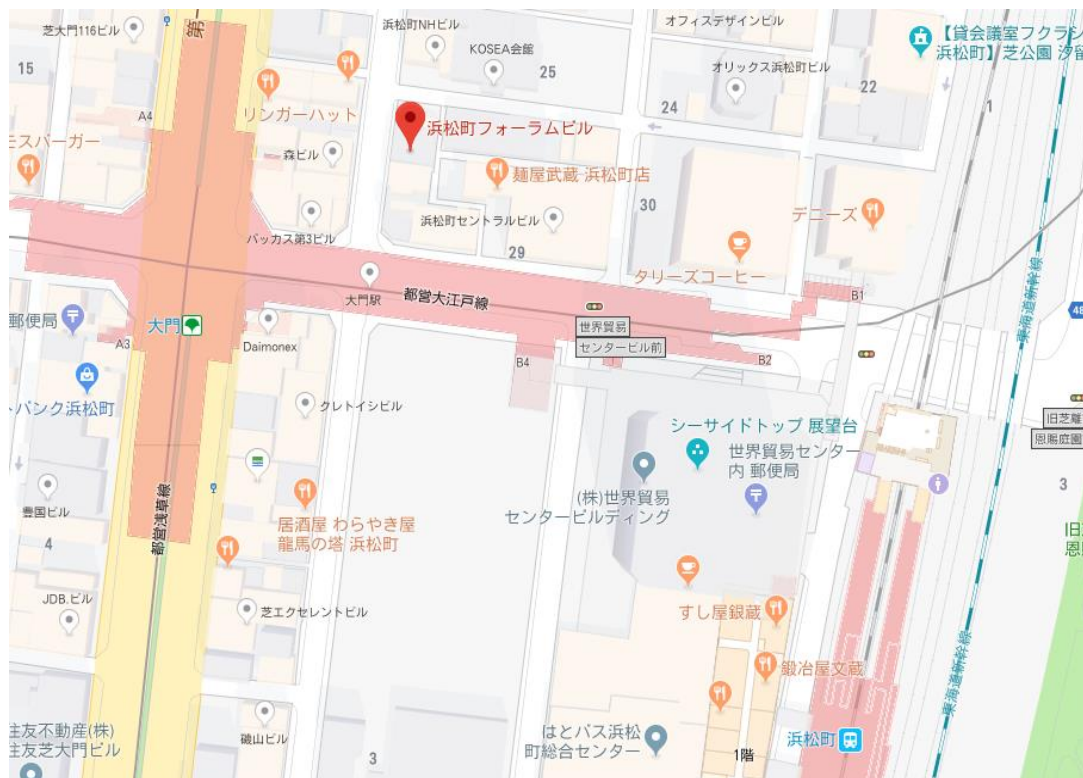 芝大門116ビル
第一
浜松町NHビル
オフィスデザインビル
【貸会議室フクラシ
浜松町】芝公園 汐留
15
KOSEA会館
25
オリックス浜松町ビル
22
24
1
A4
リンガーハット
浜松町フォーラムビル
モスバーガー
森ビル
麺屋武蔵 浜松町店
30
デニーズ
バッカス第3ビル
浜松町セントラルビル
29
タリーズコーヒー
大門駅
都営大江戸線
B1
東海道新幹線
48
郵便局
大門
世界貿易
センタービル前
A3
Daimonex
B4
B2
トバンク浜松町
クレトイシビル
シーサイドトップ 展望台
旧芝離
恩賜庭園
世界貿易センター
内 郵便局
(株)世界貿易
センタービルディング
3
豊国ビル
居酒屋 わらやき屋
龍馬の塔 浜松町
都営浅草線
4
旧
恩
JDB.ビル
芝エクセレントビル
すし屋銀蔵
鍛冶屋文蔵
東海道新幹線
住友不動産(株)
住友芝大門ビル
磯山ビル
はとバス浜松
町総合センター
浜松町
1階
3